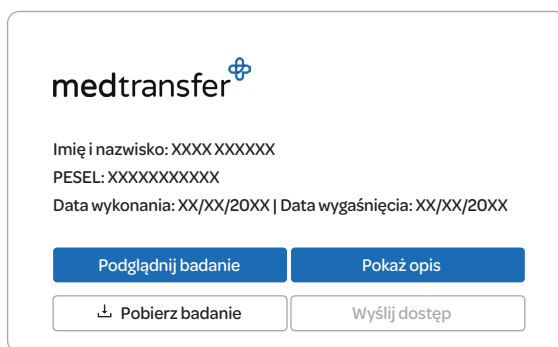 medtransfer
Imię i nazwisko: XXXX XXXXXX
PESEL: XXXXXXXXXXX
Data wykonania: XX/XX/20XX | Data wygaśnięcia: XX/XX/20XX
Podglądnij badanie
Pokaż opis
Pobierz badanie
Wyślij dostęp